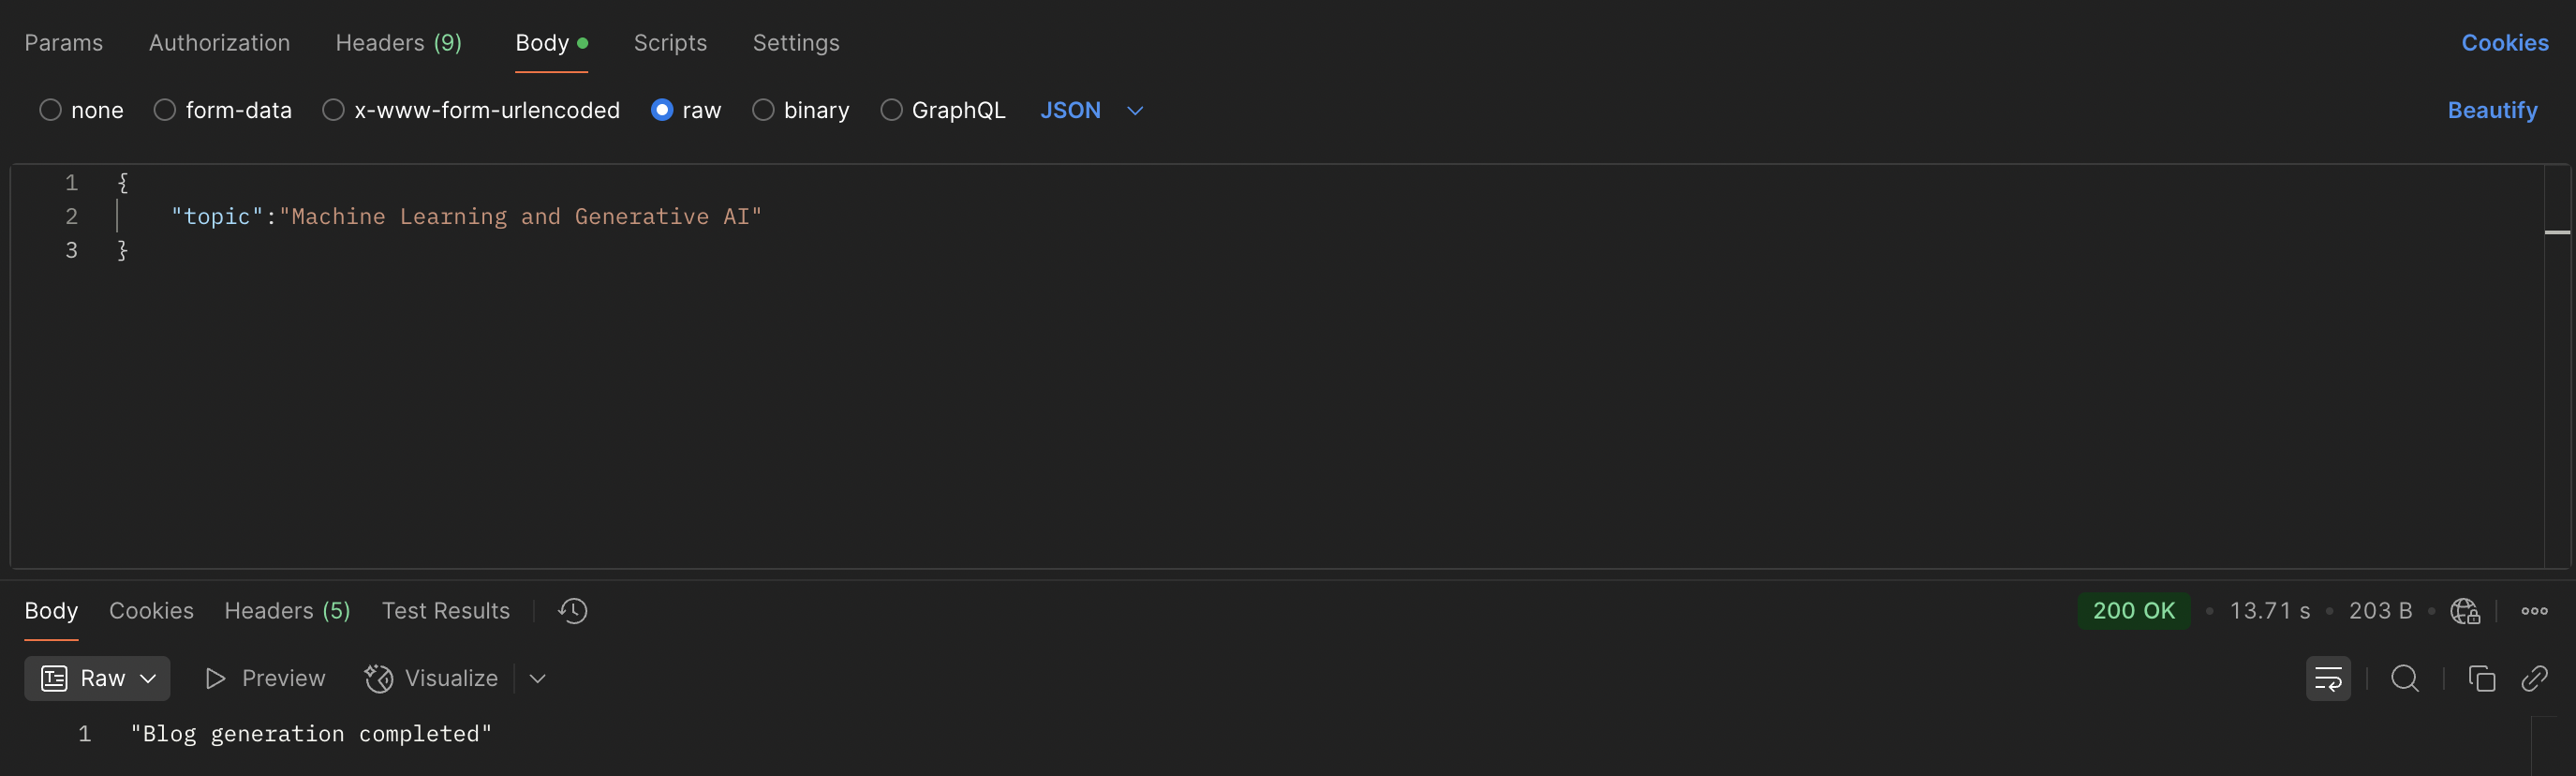 Params Authorization Headers (9) Body Scripts Settings Cookies
none form-data x-www-form-urlencoded raw binary GraphQL JSON Beautify
1 {
2 "topic":"Machine Learning and Generative AI"
3 }
Body Cookies Headers (5) Test Results 200 OK • 13.71 s • 203 B •
Raw Preview Visualize
1 "Blog generation completed"